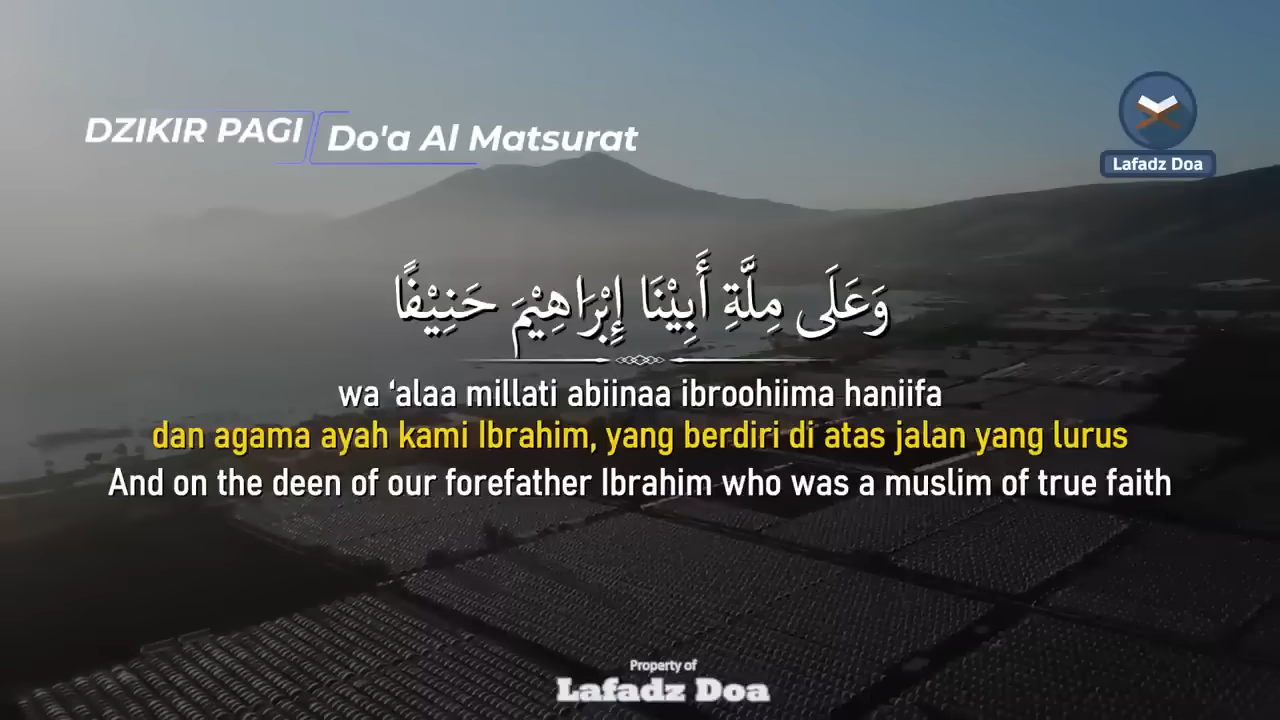 DZIKIR PAGI
Do'a Al Matsurat
Lafadz Doa
وَعَلَى مِلَّةِ أَبِيْنَا إِبْرَاهِيْمَ حَنِيْفًا
wa ‘alaa millati abiinaa ibroohiima haniifa
dan agama ayah kami Ibrahim, yang berdiri di atas jalan yang lurus
And on the deen of our forefather Ibrahim who was a muslim of true faith
Property of
Lafadz Doa